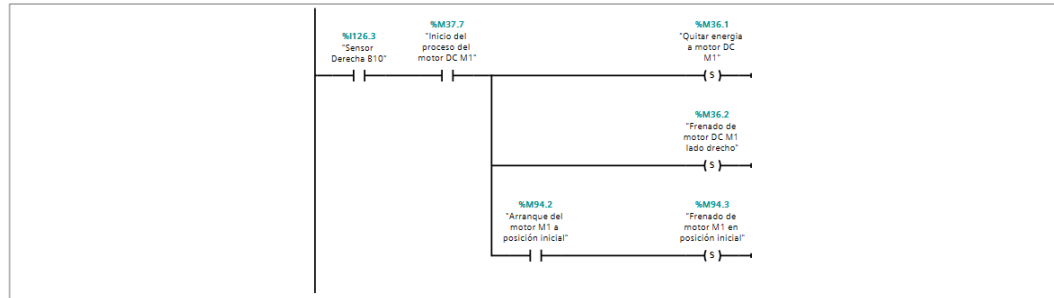 %I126.3
"Sensor
Derecha B10"
%M37.7
"Inicio del
proceso del
motor DC M1"
%M36.1
"Quitar energia
a motor DC
M1"
S
%M36.2
"Frenado de
motor DC M1
lado drecho"
S
%M94.2
"Arranque del
motor M1 a
posición inicial"
%M94.3
"Frenado de
motor M1 en
posición inicial"
S